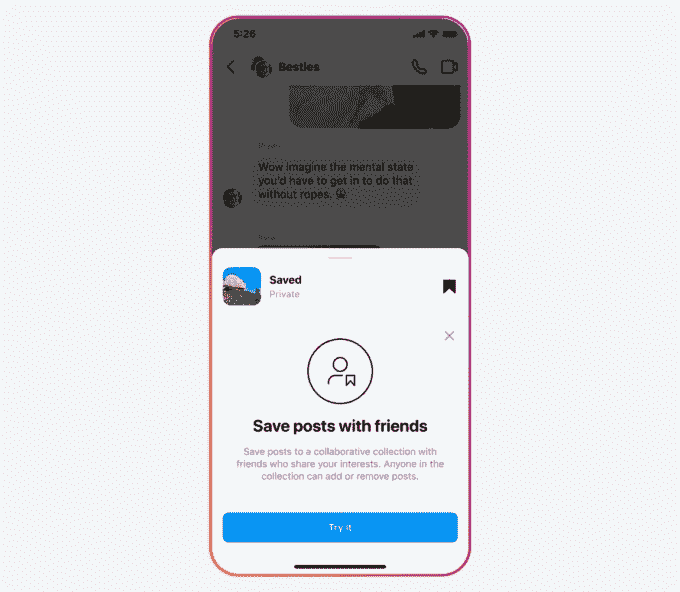 5:26
Besties
Wow imagine the mental state
you'd have to get in to do that
without ropes. 😮
Saved
Private
Save posts with friends
Save posts to a collaborative collection with
friends who share your interests. Anyone in the
collection can add or remove posts.
Try it